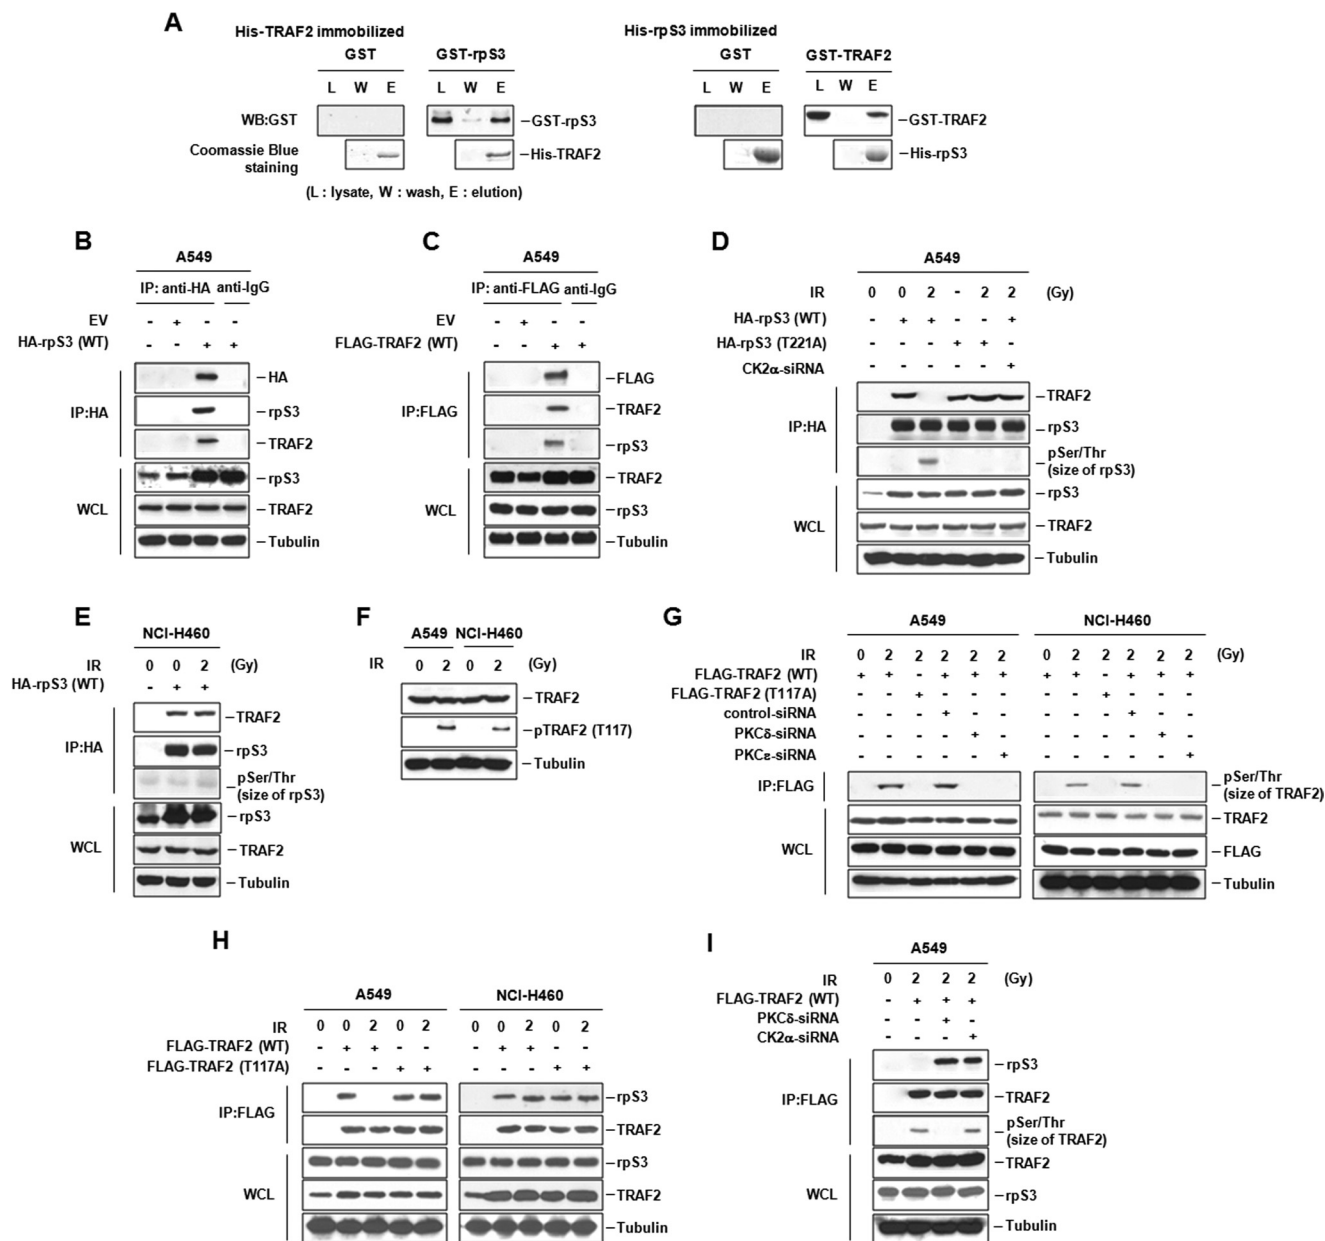 A
His-TRAF2 immobilized
GST GST-rpS3
L W E L W E
WB:GST
–GST-rpS3
Coomassie Blue
staining
–His-TRAF2
(L : lysate, W : wash, E : elution)
His-rpS3 immobilized
GST GST-TRAF2
L W E L W E
–GST-TRAF2
–His-rpS3
B
A549
IP: anti-HA anti-IgG
EV - + - -
HA-rpS3 (WT) - - + +
IP:HA
–HA
–rpS3
–TRAF2
WCL
–rpS3
–TRAF2
–Tubulin
C
A549
IP: anti-FLAG anti-IgG
EV - + - -
FLAG-TRAF2 (WT) - - + +
IP:FLAG
–FLAG
–TRAF2
–rpS3
WCL
–TRAF2
–rpS3
–Tubulin
D
A549
IR 0 0 2 - 2 2 (Gy)
HA-rpS3 (WT) - + + - - +
HA-rpS3 (T221A) - - - + + -
CK2α-siRNA - - - - - +
IP:HA
–TRAF2
–rpS3
pSer/Thr
(size of rpS3)
WCL
–rpS3
–TRAF2
–Tubulin
E
NCI-H460
IR 0 0 2 (Gy)
HA-rpS3 (WT) - + +
IP:HA
–TRAF2
–rpS3
pSer/Thr
(size of rpS3)
WCL
–rpS3
–TRAF2
–Tubulin
F
A549 NCI-H460
IR 0 2 0 2 (Gy)
–TRAF2
–pTRAF2 (T117)
–Tubulin
G
A549 NCI-H460
IR 0 2 2 2 2 2 0 2 2 2 2 2 (Gy)
FLAG-TRAF2 (WT) + + - + + + + + - + + +
FLAG-TRAF2 (T117A) - - + - - - - - + - - -
control-siRNA - - - + - - - - - + - -
PKCδ-siRNA - - - - + - - - - - + -
PKCε-siRNA - - - - - + - - - - - +
IP:FLAG
pSer/Thr
(size of TRAF2)
WCL
–TRAF2
–FLAG
–Tubulin
H
A549 NCI-H460
IR 0 0 2 0 2 0 0 2 0 2
FLAG-TRAF2 (WT) - + + - - - + + - -
FLAG-TRAF2 (T117A) - - - + + - - - + +
IP:FLAG
–rpS3
TRAF2
WCL
–rpS3
–TRAF2
–Tubulin
I
A549
IR 0 2 2 2 (Gy)
FLAG-TRAF2 (WT) - + + +
PKCδ-siRNA - - + -
CK2α-siRNA - - - +
IP:FLAG
–rpS3
–TRAF2
pSer/Thr
(size of TRAF2)
WCL
–TRAF2
–rpS3
–Tubulin